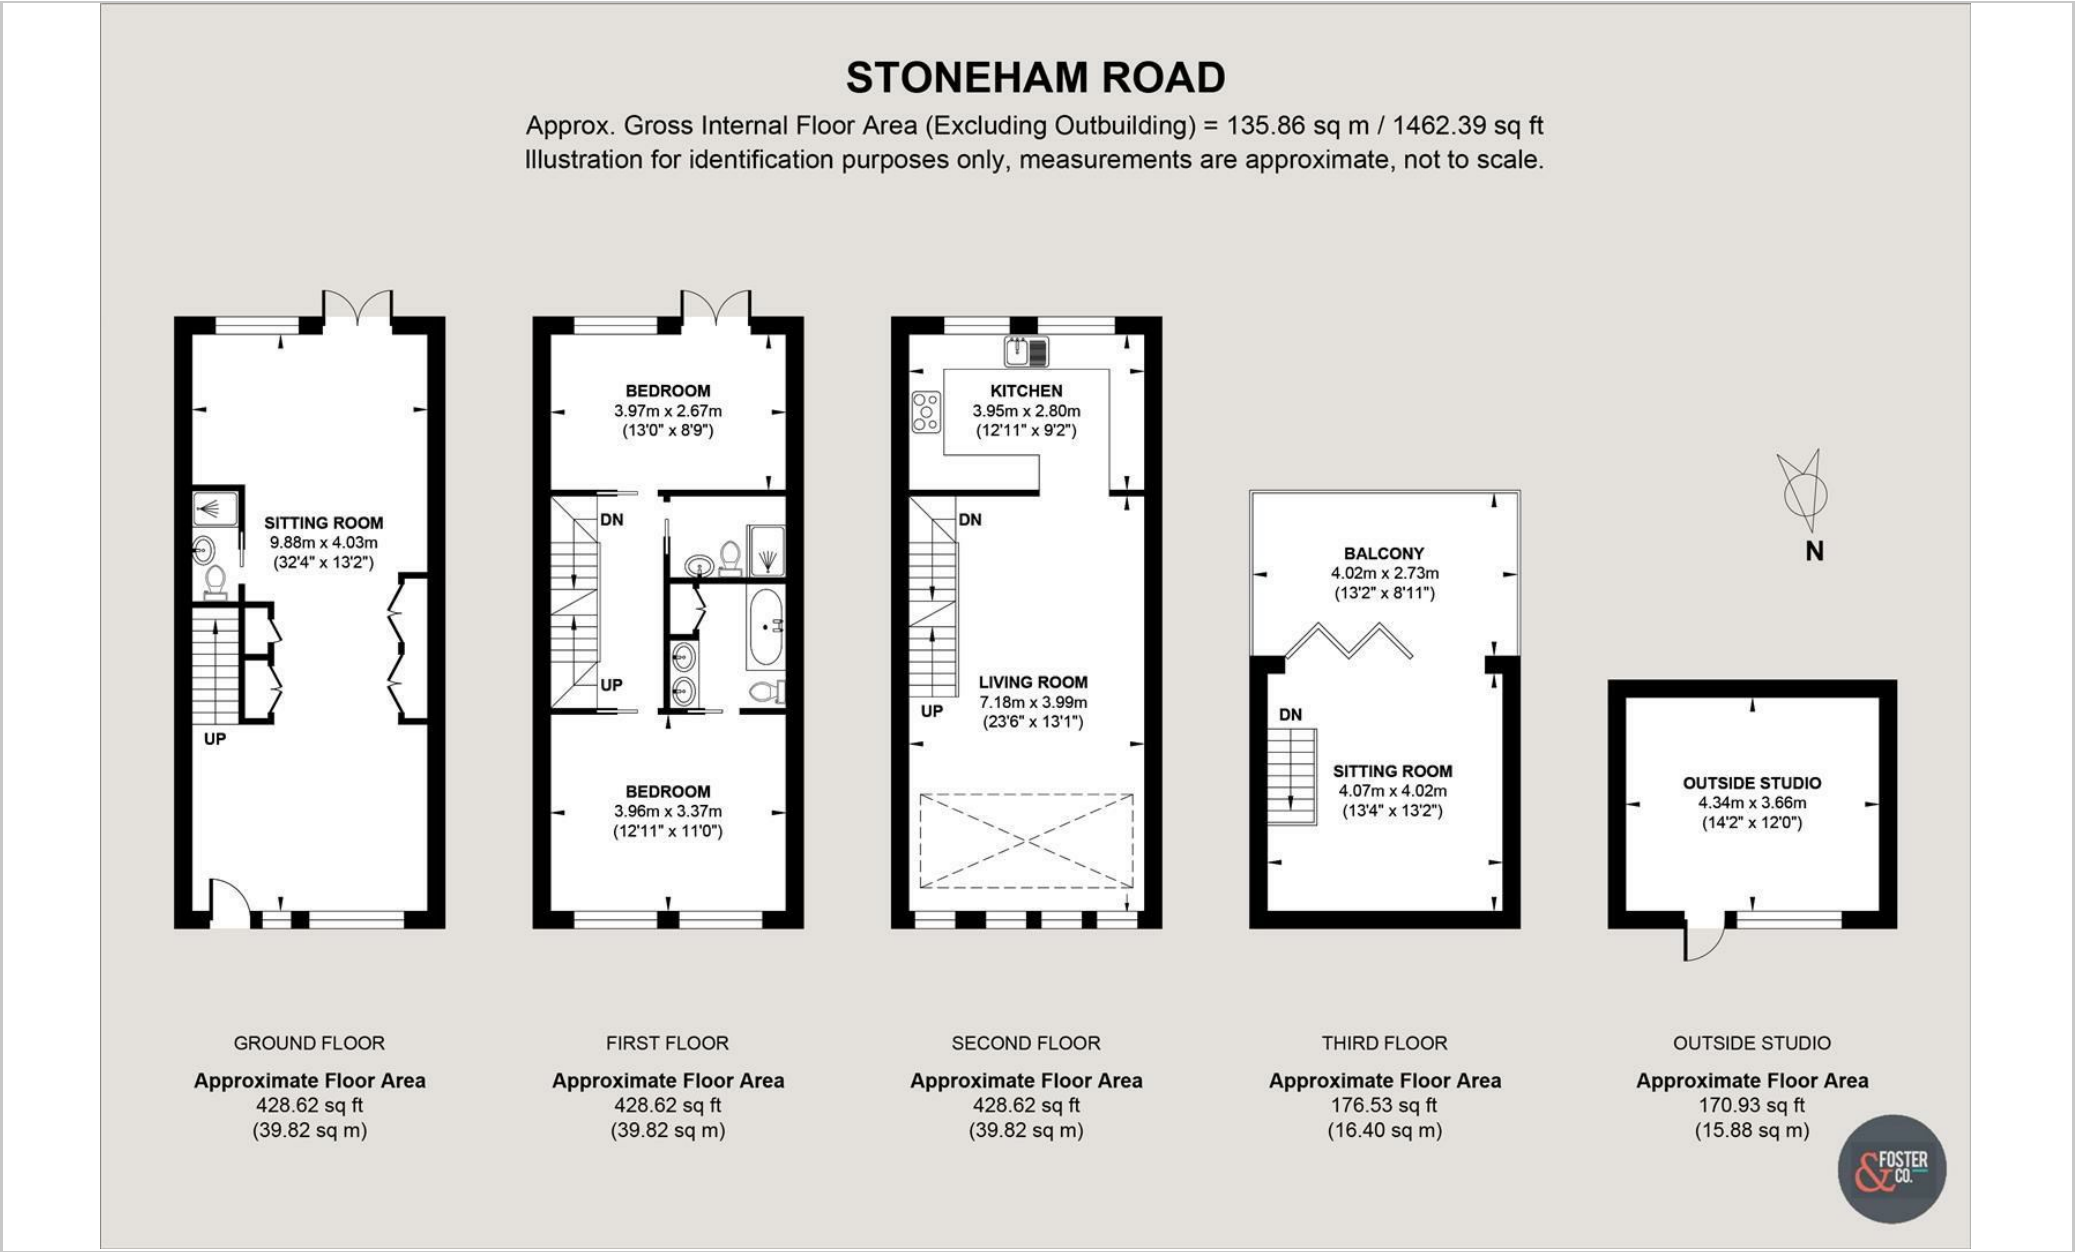 STONEHAM ROAD
Approx. Gross Internal Floor Area (Excluding Outbuilding) = 135.86 sq m / 1462.39 sq ft
Illustration for identification purposes only, measurements are approximate, not to scale.
SITTING ROOM
9.88m x 4.03m
(32'4" x 13'2")
UP
GROUND FLOOR
Approximate Floor Area
428.62 sq ft
(39.82 sq m)
BEDROOM
3.97m x 2.67m
(13'0" x 8'9")
DN
UP
BEDROOM
3.96m x 3.37m
(12'11" x 11'0")
FIRST FLOOR
Approximate Floor Area
428.62 sq ft
(39.82 sq m)
KITCHEN
3.95m x 2.80m
(12'11" x 9'2")
DN
LIVING ROOM
7.18m x 3.99m
(23'6" x 13'1")
UP
SECOND FLOOR
Approximate Floor Area
428.62 sq ft
(39.82 sq m)
BALCONY
4.02m x 2.73m
(13'2" x 8'11")
DN
SITTING ROOM
4.07m x 4.02m
(13'4" x 13'2")
THIRD FLOOR
Approximate Floor Area
176.53 sq ft
(16.40 sq m)
N
OUTSIDE STUDIO
4.34m x 3.66m
(14'2" x 12'0")
OUTSIDE STUDIO
Approximate Floor Area
170.93 sq ft
(15.88 sq m)
& FOSTER
CO.